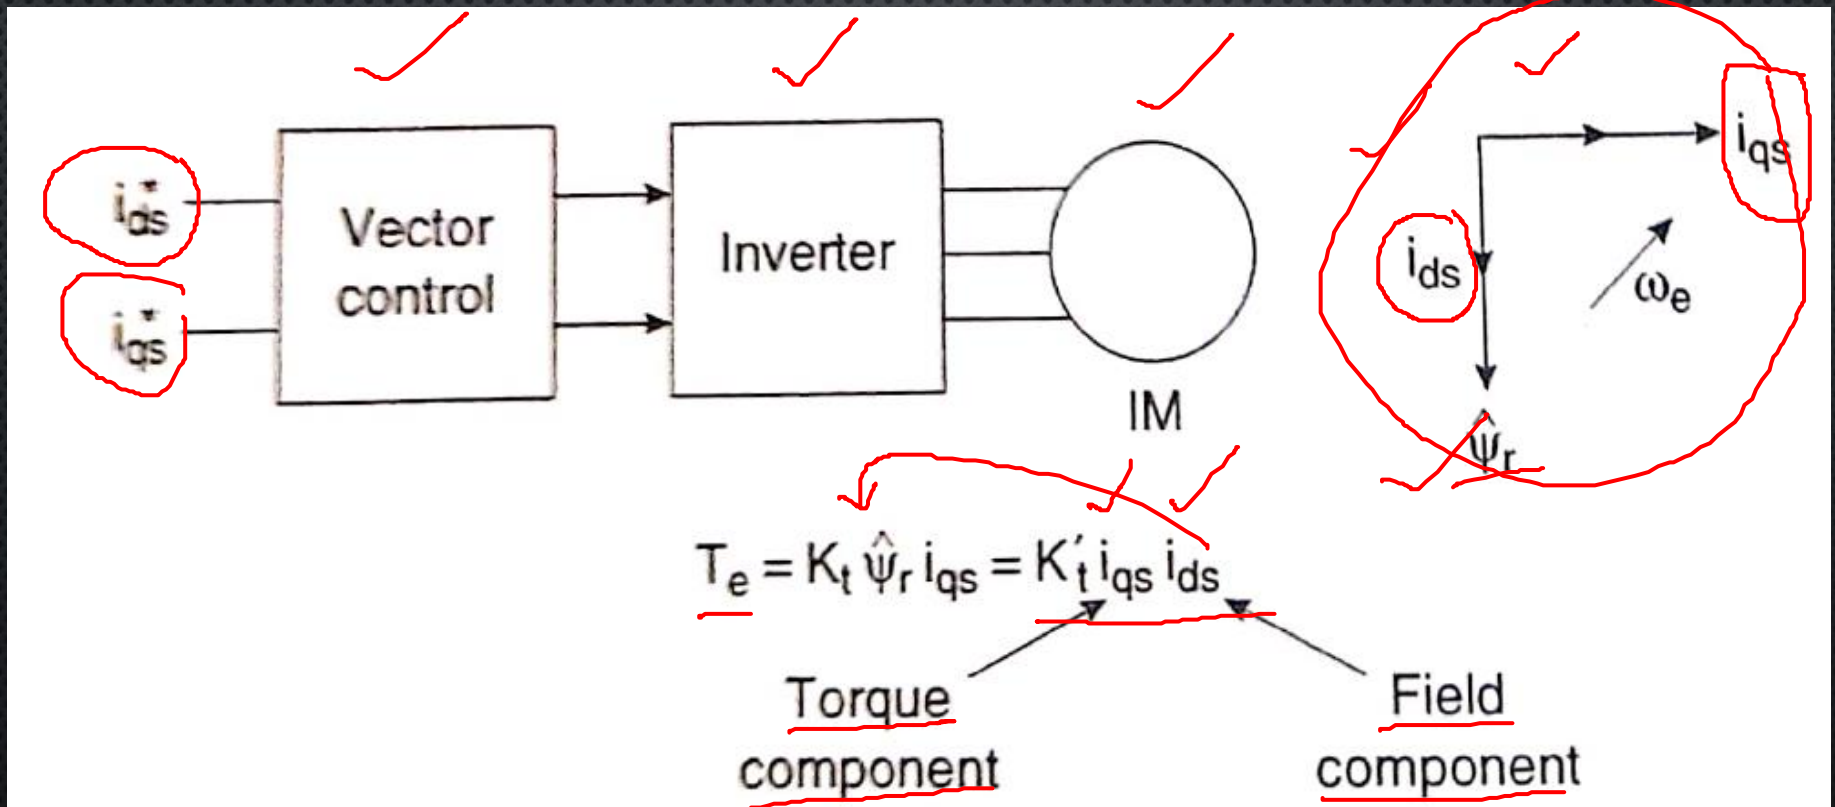 i*ds
i*qs
Vector
control
Inverter
IM
iqs
ids
ωe
ψ̂r
Te = Kt ψ̂r iqs = K′t iqs ids
Torque
component
Field
component